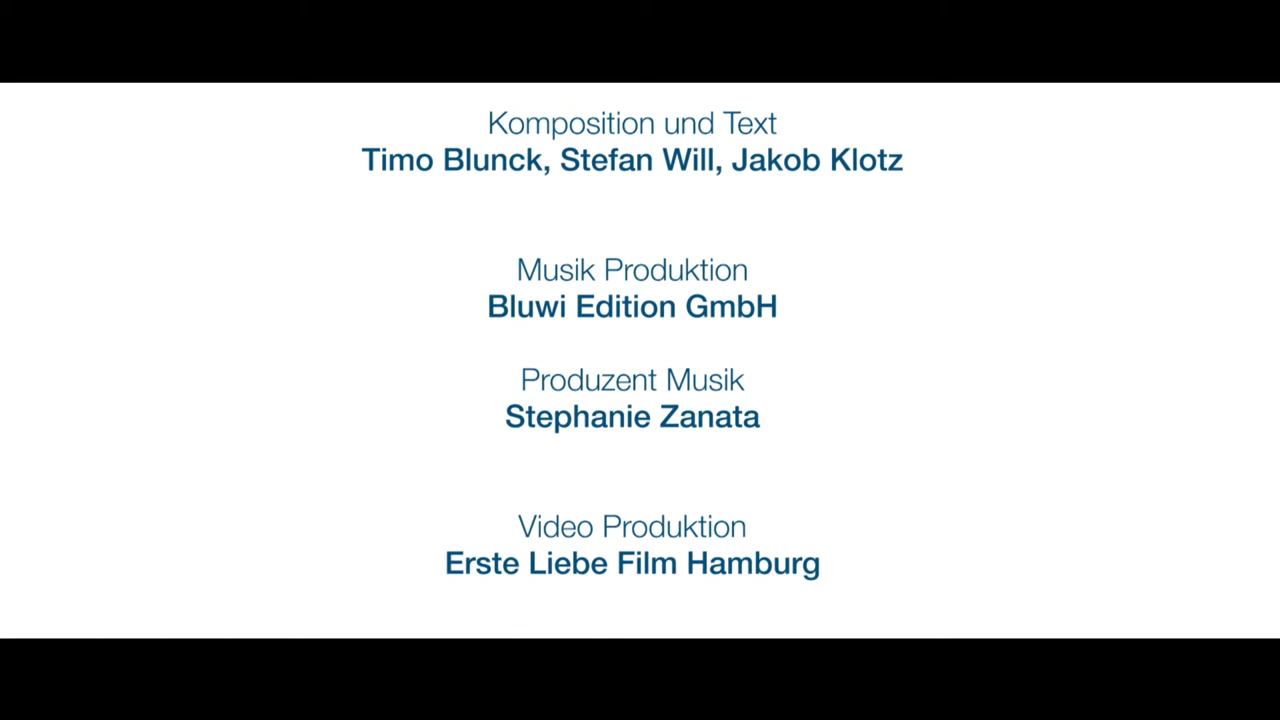 Komposition und Text
Timo Blunck, Stefan Will, Jakob Klotz
Musik Produktion
Bluwi Edition GmbH
Produzent Musik
Stephanie Zanata
Video Produktion
Erste Liebe Film Hamburg